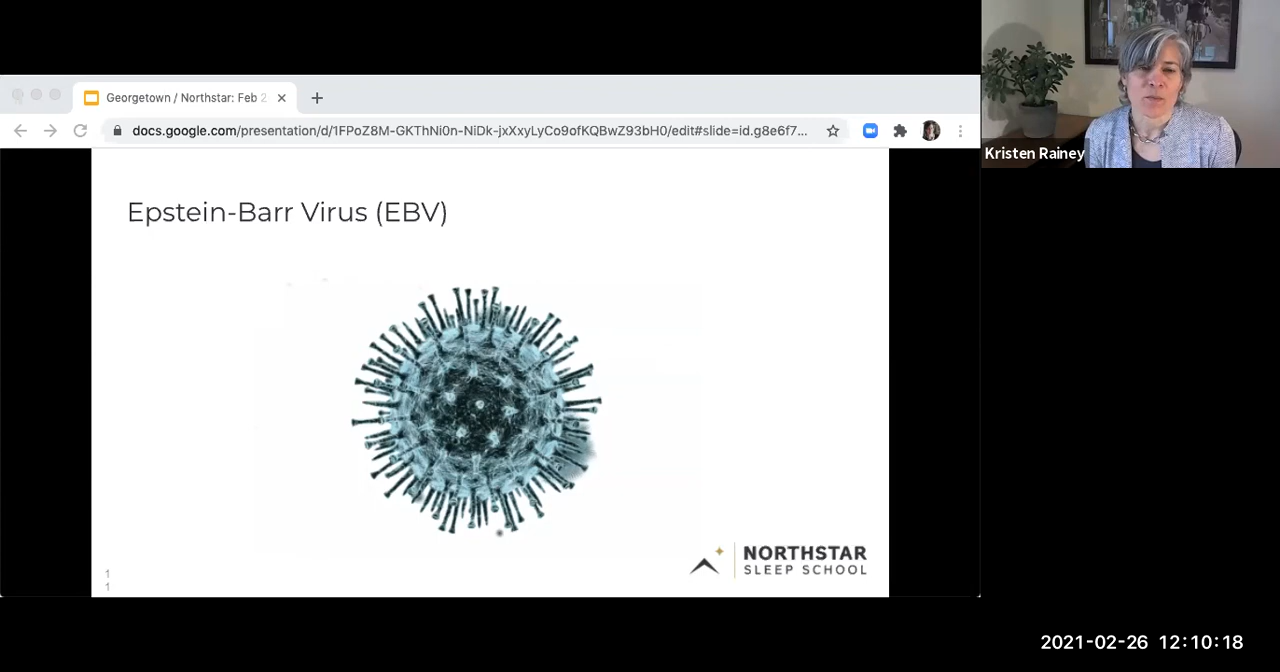 Georgetown / Northstar: Feb 2
docs.google.com/presentation/d/1FPoZ8M-GKThNi0n-NiDk-jxXxyLyCo9ofKQBwZ93bH0/edit#slide=id.g8e6f7...
Kristen Rainey
Epstein-Barr Virus (EBV)
NORTHSTAR
SLEEP SCHOOL
1
1
2021-02-26 12:10:18